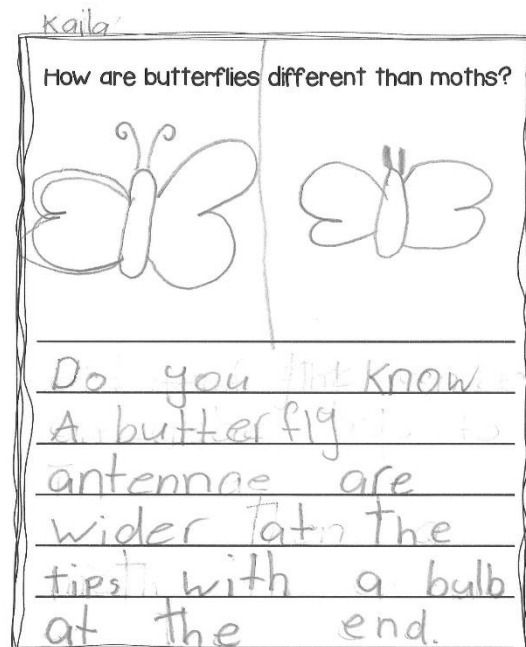 Kaila
How are butterflies different than moths?
Do you know
A butterfly
antennae are
wider at the
tips with a bulb
at the end.